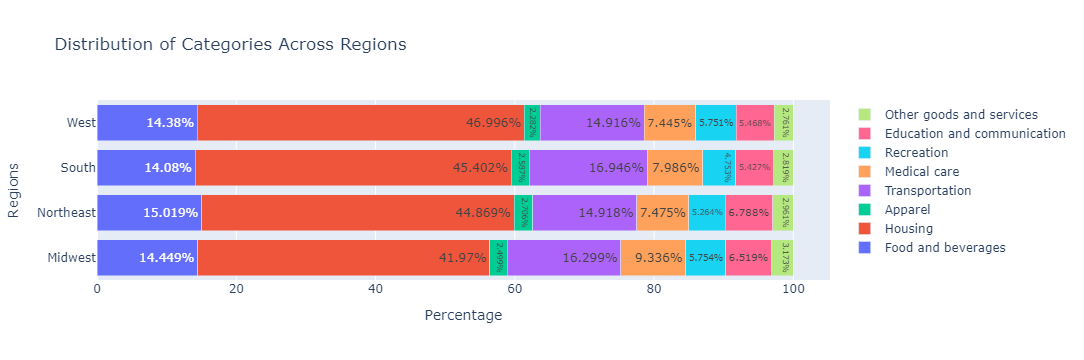 Distribution of Categories Across Regions
West
14.38%
46.996%
2.282%
14.916%
7.445%
5.751%
5.468%
2.761%
South
14.08%
45.402%
2.587%
16.946%
7.986%
4.753%
5.427%
2.819%
Northeast
15.019%
44.869%
2.706%
14.918%
7.475%
5.264%
6.788%
2.961%
Midwest
14.449%
41.97%
2.499%
16.299%
9.336%
5.754%
6.519%
3.173%
0
20
40
60
80
100
Percentage
Regions
Other goods and services
Education and communication
Recreation
Medical care
Transportation
Apparel
Housing
Food and beverages